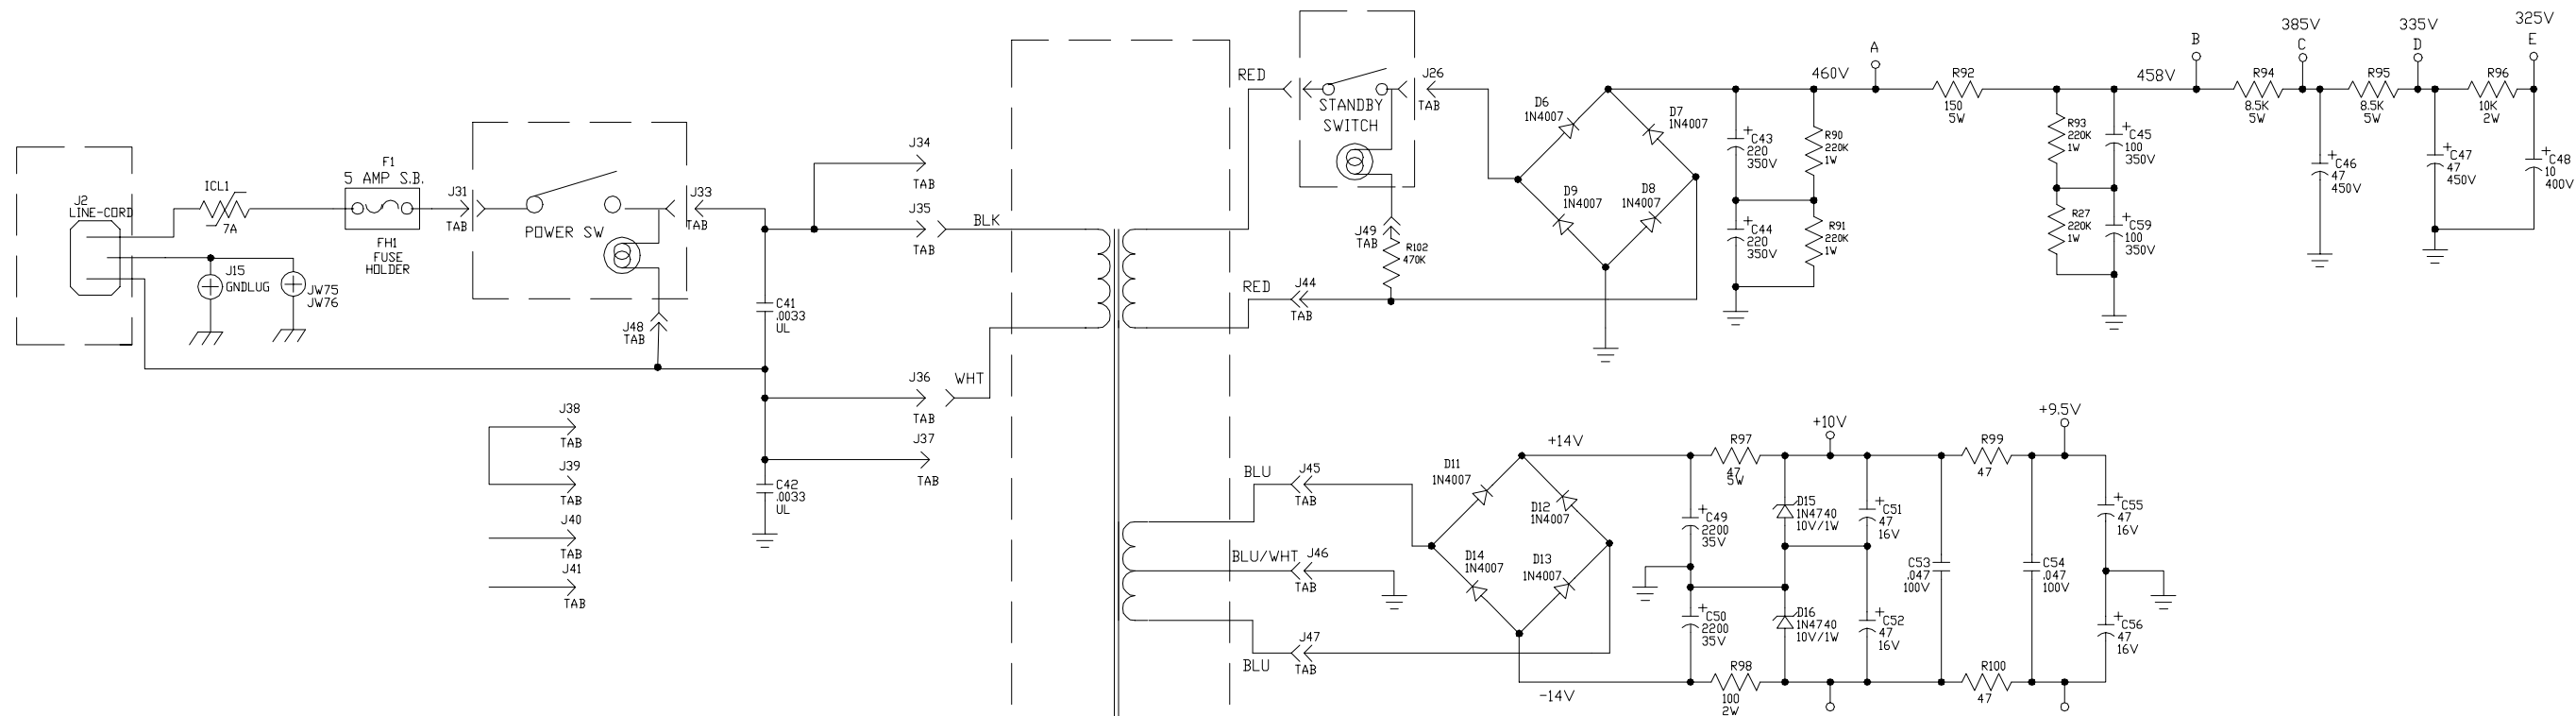 J2
LINE-CORD
ICL1
7A
F1
5 AMP S.B.
FH1
FUSE
HOLDER
J15
GNDLUG
JW75
JW76
J31
TAB
POWER SW
J33
TAB
J48
TAB
C41
.0033
UL
C42
.0033
UL
J34
TAB
J35
TAB
BLK
J36
TAB
WHT
J37
TAB
J38
TAB
J39
TAB
J40
TAB
J41
TAB
RED
STANDBY
SWITCH
J26
TAB
J49
TAB
R102
470K
RED
J44
TAB
D6
1N4007
D7
1N4007
D9
1N4007
D8
1N4007
460V
A
+
C43
220
350V
R90
220K
1W
+
C44
220
350V
R91
220K
1W
R92
150
5W
458V
B
R93
220K
1W
+
C45
100
350V
R27
220K
1W
+
C59
100
350V
R94
8.5K
5W
385V
C
+
C46
47
450V
R95
8.5K
5W
335V
D
+
C47
47
450V
R96
10K
2W
325V
E
+
C48
10
400V
BLU
J45
TAB
BLU/WHT
J46
TAB
BLU
J47
TAB
D11
1N4007
D12
1N4007
D14
1N4007
D13
1N4007
+14V
-14V
+
C49
2200
35V
+
C50
2200
35V
R97
47
5W
R98
100
2W
D15
1N4740
10V/1W
D16
1N4740
10V/1W
+10V
+
C51
47
16V
+
C52
47
16V
C53
.047
100V
R99
47
R100
47
C54
.047
100V
+9.5V
+
C55
47
16V
+
C56
47
16V